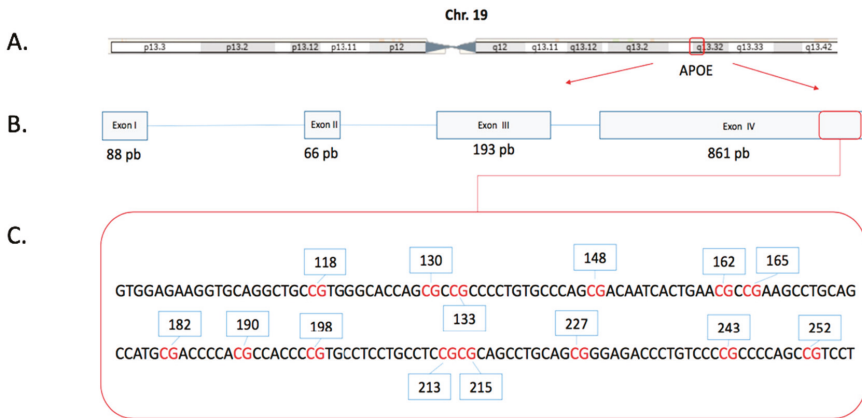 Chr. 19
A.
p13.3 p13.2 p13.12 p13.11 p12 q12 q13.11 q13.12 q13.2 q13.32 q13.33 q13.42
APOE
B.
Exon I Exon II Exon III Exon IV
88 pb 66 pb 193 pb 861 pb
C.
118 130 148 162 165
GTGGAGAAGGTGCAGGCTGCCGTGGGCACCAGCGCCGCCCCTGTGCCCAGCGACAATCACTGAACGCCGAAGCCTGCAG
133
182 190 198 227 243 252
CCATGCGACCCCACGCCACCCCGTGCCTCCTGCCTCCGCGCAGCCTGCAGCGGGAGACCCTGTCCCCGCCCCAGCCGTCCT
213 215